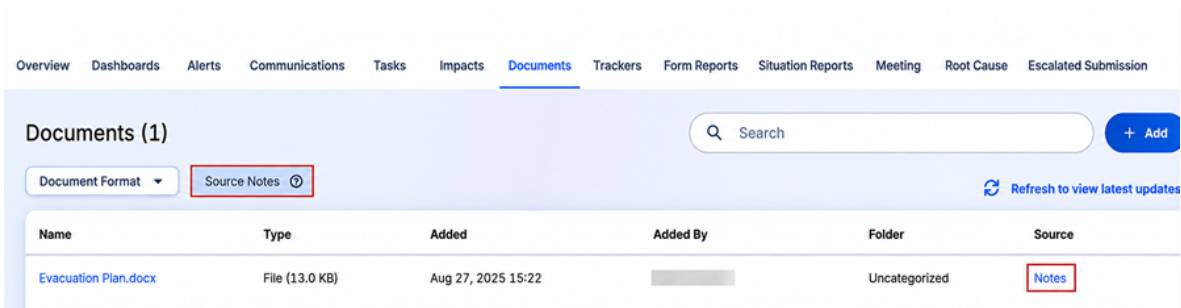 Overview Dashboards Alerts Communications Tasks Impacts Documents Trackers Form Reports Situation Reports Meeting Root Cause Escalated Submission
Documents (1)
Search
+ Add
Document Format
Source Notes
Refresh to view latest updates
Name Type Added Added By Folder Source
Evacuation Plan.docx File (13.0 KB) Aug 27, 2025 15:22 Uncategorized Notes